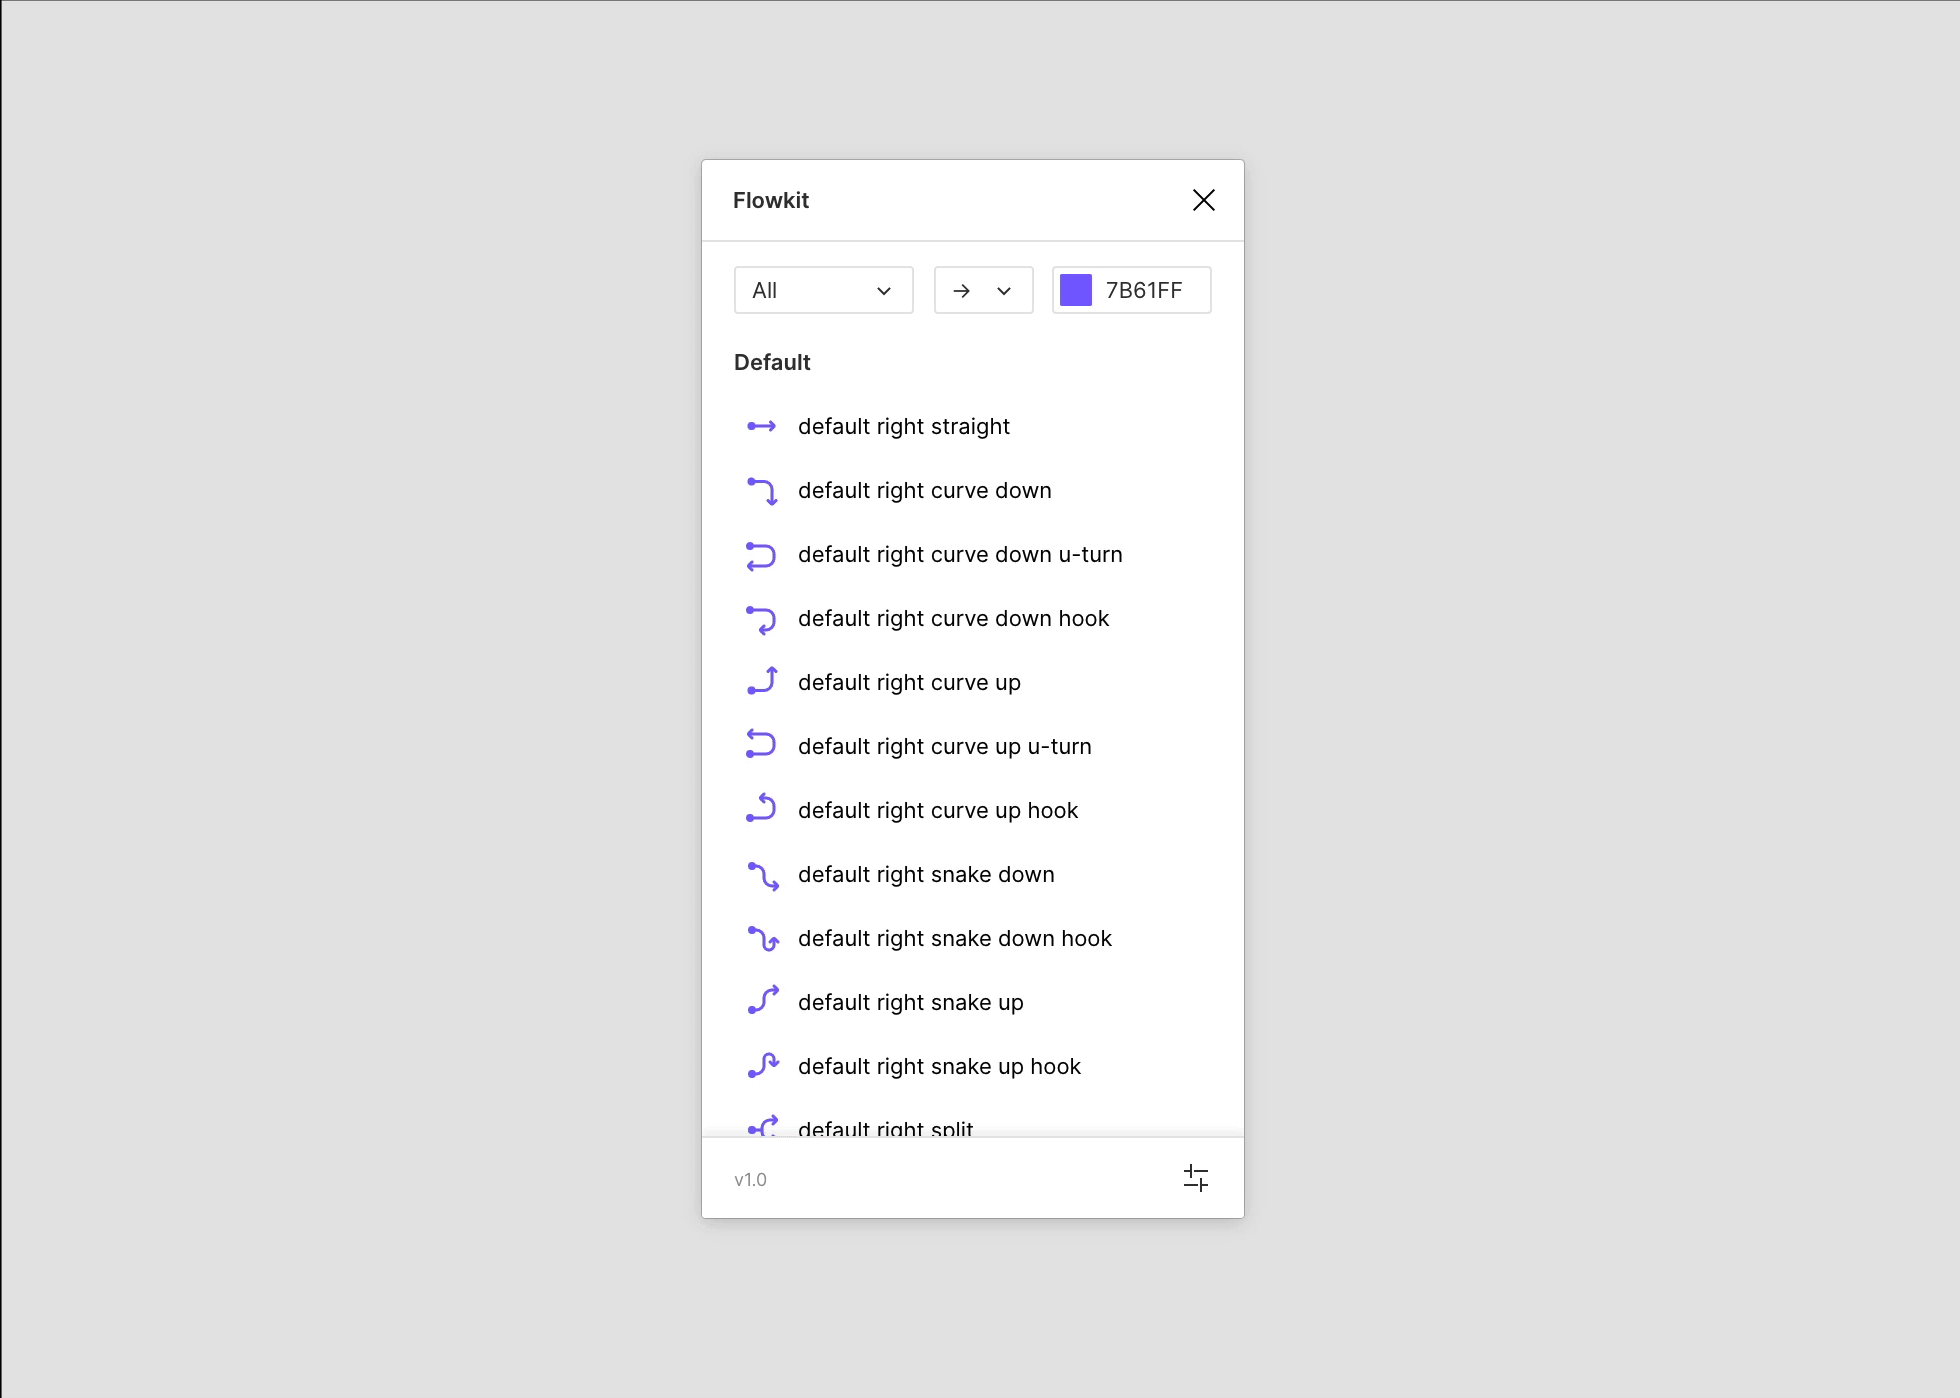 Flowkit
All
7B61FF
Default
default right straight
default right curve down
default right curve down u-turn
default right curve down hook
default right curve up
default right curve up u-turn
default right curve up hook
default right snake down
default right snake down hook
default right snake up
default right snake up hook
default right split
v1.0